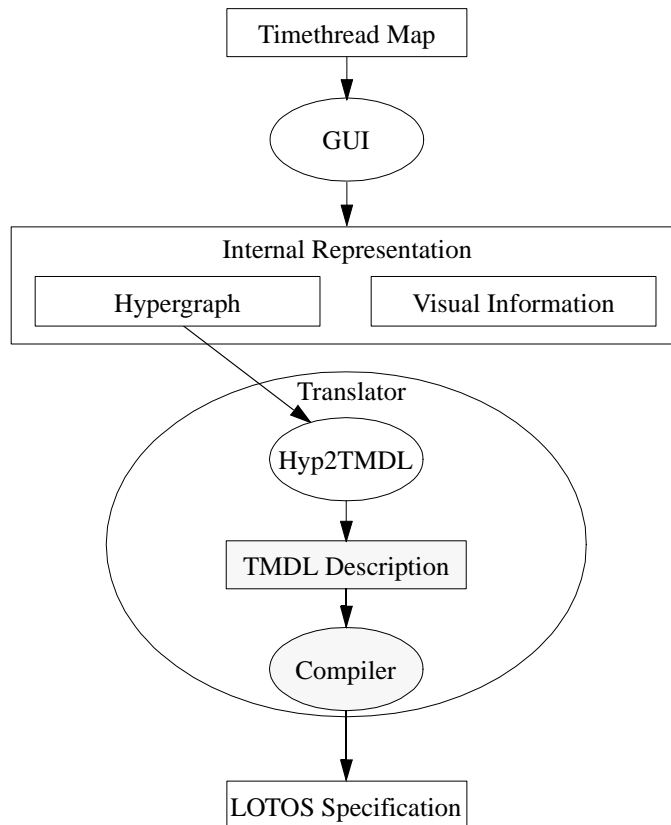 Timethread Map
GUI
Internal Representation
Hypergraph
Visual Information
Translator
Hyp2TMDL
TMDL Description
Compiler
LOTOS Specification